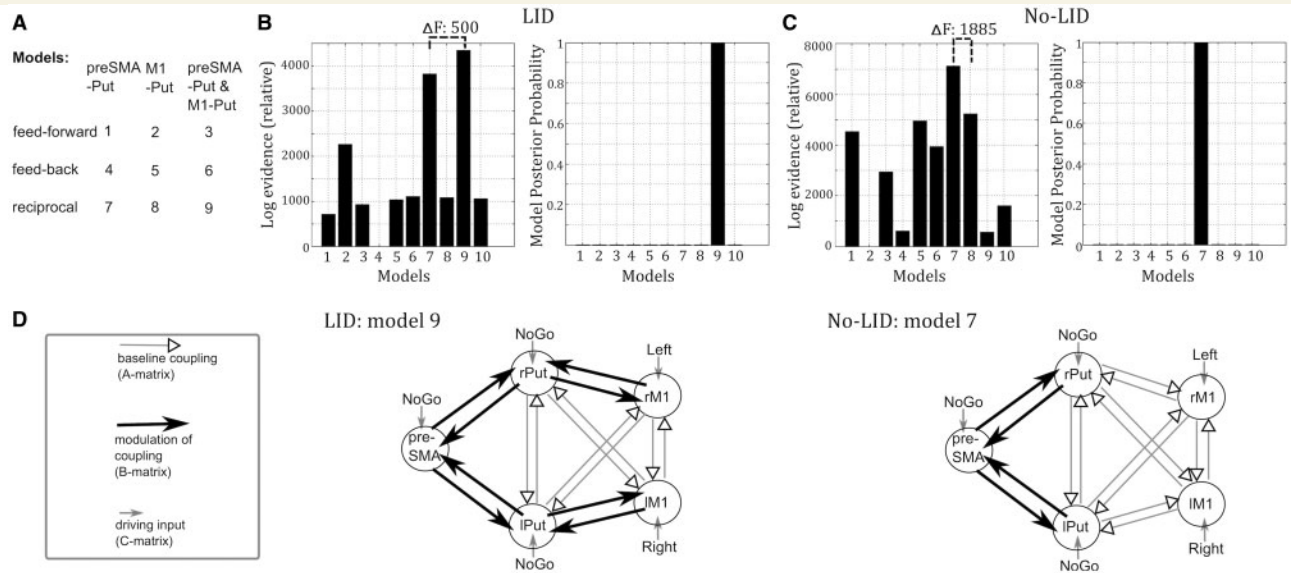 A
Models:
preSMA -Put
M1 -Put
preSMA -Put & M1-Put
feed-forward 1 2 3
feed-back 4 5 6
reciprocal 7 8 9
B
LID
ΔF: 500
Log evidence (relative)
4000
3000
2000
1000
0
1 2 3 4 5 6 7 8 9 10
Models
Model Posterior Probability
1
0.8
0.6
0.4
0.2
1 2 3 4 5 6 7 8 9 10
Models
C
No-LID
ΔF: 1885
Log evidence (relative)
8000
6000
4000
2000
0
1 2 3 4 5 6 7 8 9 10
Models
Model Posterior Probability
1
0.8
0.6
0.4
0.2
1 2 3 4 5 6 7 8 9 10
Models
D
baseline coupling
(A-matrix)
modulation of
coupling
(B-matrix)
driving input
(C-matrix)
LID: model 9
NoGo
rPut
Left
rM1
NoGo
pre-
SMA
lPut
NoGo
lM1
Right
No-LID: model 7
NoGo
rPut
Left
rM1
NoGo
pre-
SMA
lPut
NoGo
lM1
Right